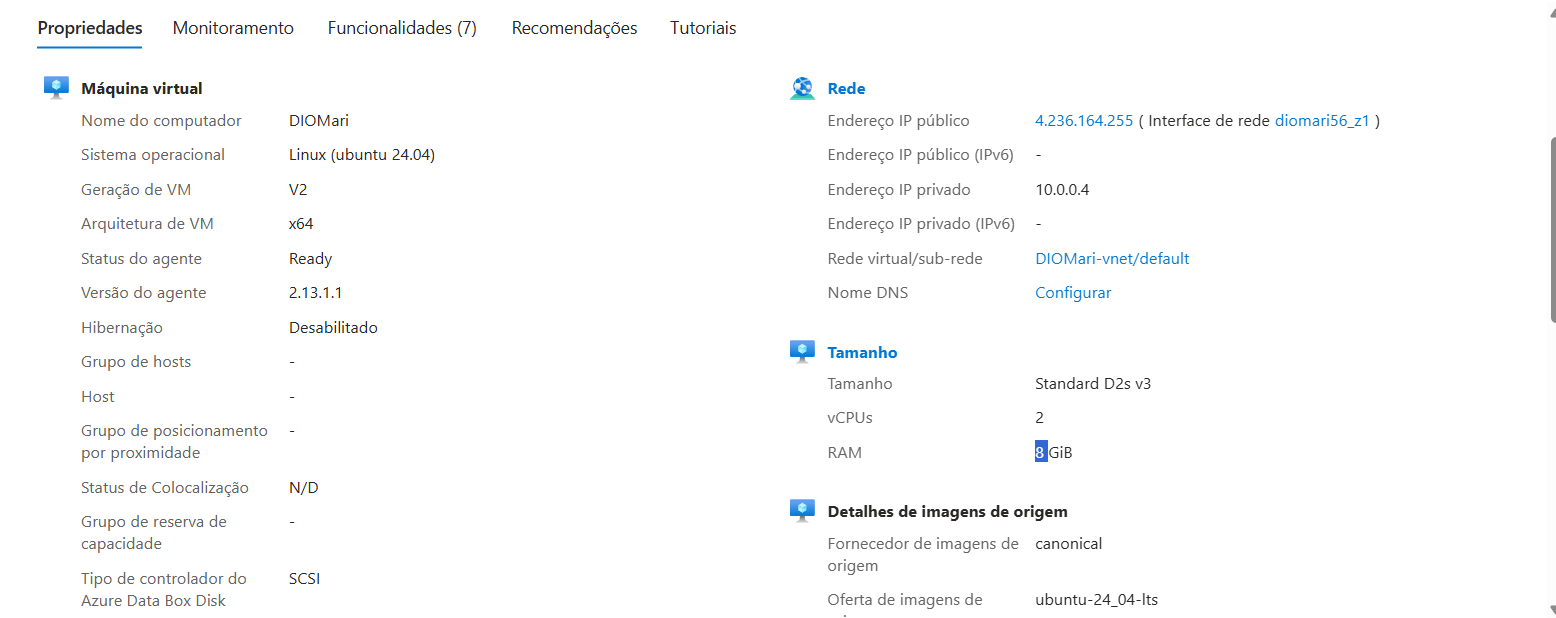 Propriedades Monitoramento Funcionalidades (7) Recomendações Tutoriais
Máquina virtual
Nome do computador DIOMari
Sistema operacional Linux (ubuntu 24.04)
Geração de VM V2
Arquitetura de VM x64
Status do agente Ready
Versão do agente 2.13.1.1
Hibernação Desabilitado
Grupo de hosts -
Host -
Grupo de posicionamento -
por proximidade
Status de Colocalização N/D
Grupo de reserva de -
capacidade
Tipo de controlador do SCSI
Azure Data Box Disk
Rede
Endereço IP público 4.236.164.255 ( Interface de rede diomari56_z1 )
Endereço IP público (IPv6) -
Endereço IP privado 10.0.0.4
Endereço IP privado (IPv6) -
Rede virtual/sub-rede DIOMari-vnet/default
Nome DNS Configurar
Tamanho
Tamanho Standard D2s v3
vCPUs 2
RAM 8 GiB
Detalhes de imagens de origem
Fornecedor de imagens de canonical
origem
Oferta de imagens de ubuntu-24_04-lts